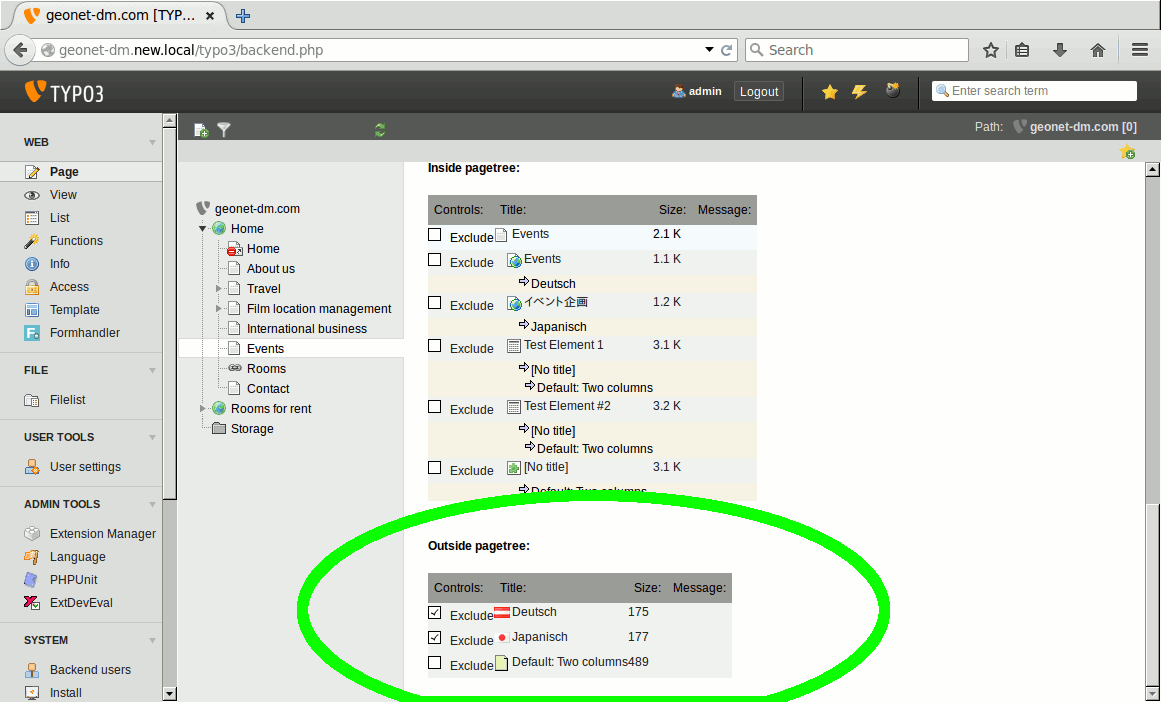 geonet-dm.com [TYP...
geonet-dm.new.local/typo3/backend.php
Search
TYPO3
admin
Logout
Enter search term
Path: geonet-dm.com [0]
WEB
Page
View
List
Functions
Info
Access
Template
Formhandler
FILE
Filelist
USER TOOLS
User settings
ADMIN TOOLS
Extension Manager
Language
PHPUnit
ExtDevEval
SYSTEM
Backend users
Install
geonet-dm.com
Home
Home
About us
Travel
Film location management
International business
Events
Rooms
Contact
Rooms for rent
Storage
Inside pagetree:
Controls: Title: Size: Message:
Exclude Events 2.1 K
Exclude Events 1.1 K
Deutsch
Exclude イベント企画 1.2 K
Japanisch
Exclude Test Element 1 3.1 K
[No title]
Default: Two columns
Exclude Test Element #2 3.2 K
[No title]
Default: Two columns
Exclude [No title] 3.1 K
Default: Two columns
Outside pagetree:
Controls: Title: Size: Message:
Exclude Deutsch 175
Exclude Japanisch 177
Exclude Default: Two columns 489